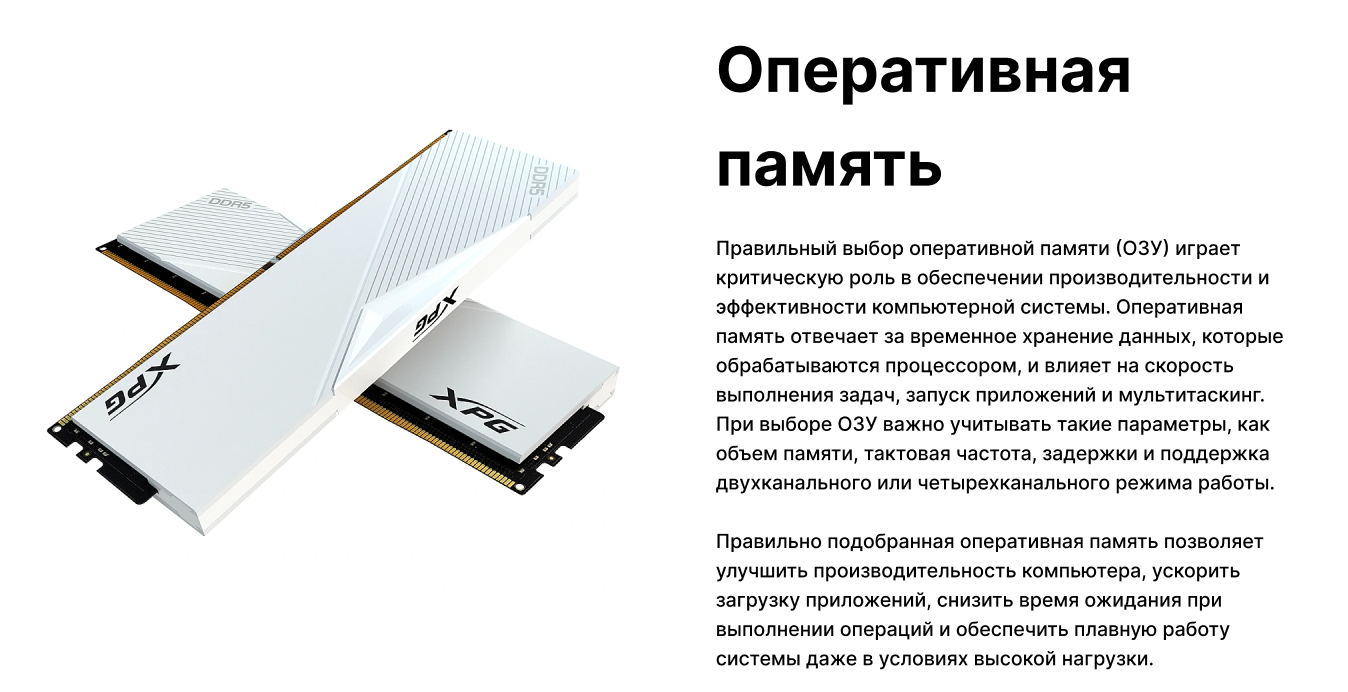 Оперативная
память
Правильный выбор оперативной памяти (ОЗУ) играет
критическую роль в обеспечении производительности и
эффективности компьютерной системы. Оперативная
память отвечает за временное хранение данных, которые
обрабатываются процессором, и влияет на скорость
выполнения задач, запуск приложений и мультитаскинг.
При выборе ОЗУ важно учитывать такие параметры, как
объем памяти, тактовая частота, задержки и поддержка
двухканального или четырехканального режима работы.
Правильно подобранная оперативная память позволяет
улучшить производительность компьютера, ускорить
загрузку приложений, снизить время ожидания при
выполнении операций и обеспечить плавную работу
системы даже в условиях высокой нагрузки.
DDR5
DDR5
XPG
XPG
XPG